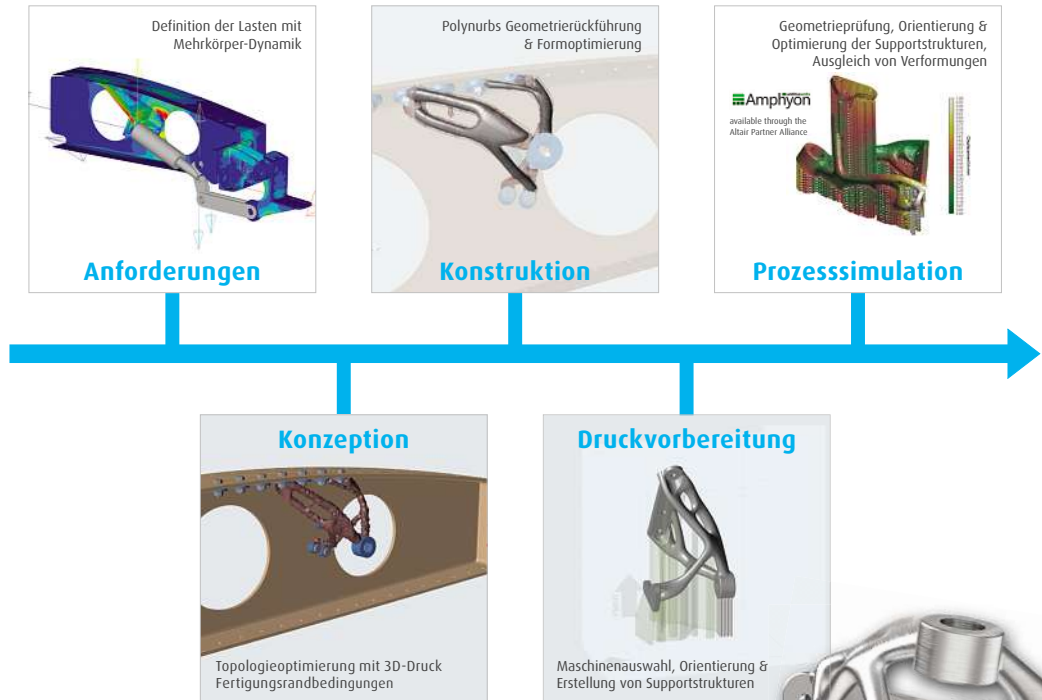 Definition der Lasten mit
Mehrkörper-Dynamik
Anforderungen
Polynurbs Geometrierückführung
& Formoptimierung
Konstruktion
Geometrieprüfung, Orientierung &
Optimierung der Supportstrukturen,
Ausgleich von Verformungen
Amphyon
available through the
Altair Partner Alliance
Prozesssimulation
Konzeption
Topologieoptimierung mit 3D-Druck
Fertigungsrandbedingungen
Druckvorbereitung
Maschinenauswahl, Orientierung &
Erstellung von Supportstrukturen